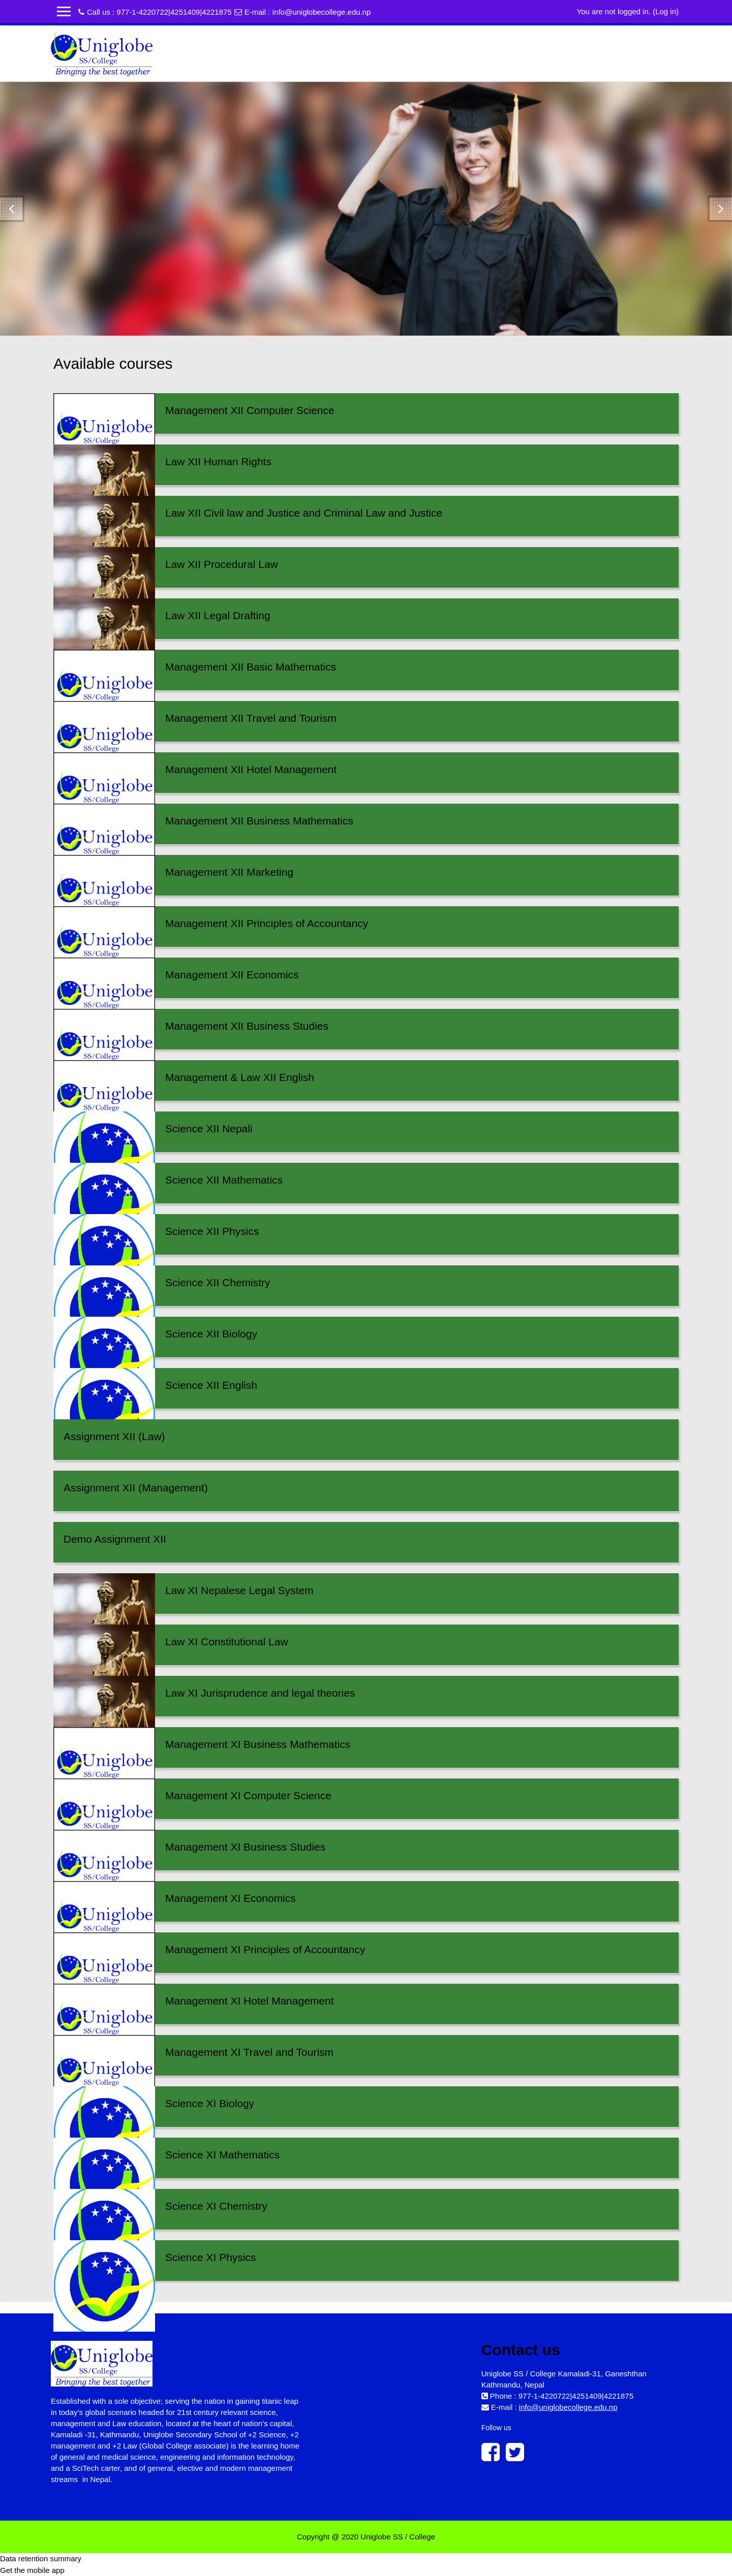 Call us : 977-1-4220722|4251409|4221875 E-mail : info@uniglobecollege.edu.np
You are not logged in. (Log in)
Uniglobe
SS/College
Bringing the best together
Available courses
Uniglobe
SS/College
Management XII Computer Science
Law XII Human Rights
Law XII Civil law and Justice and Criminal Law and Justice
Law XII Procedural Law
Law XII Legal Drafting
Uniglobe
SS/College
Management XII Basic Mathematics
Uniglobe
SS/College
Management XII Travel and Tourism
Uniglobe
SS/College
Management XII Hotel Management
Uniglobe
SS/College
Management XII Business Mathematics
Uniglobe
SS/College
Management XII Marketing
Uniglobe
SS/College
Management XII Principles of Accountancy
Uniglobe
SS/College
Management XII Economics
Uniglobe
SS/College
Management XII Business Studies
Uniglobe
SS/College
Management & Law XII English
Science XII Nepali
Science XII Mathematics
Science XII Physics
Science XII Chemistry
Science XII Biology
Science XII English
Assignment XII (Law)
Assignment XII (Management)
Demo Assignment XII
Law XI Nepalese Legal System
Law XI Constitutional Law
Law XI Jurisprudence and legal theories
Uniglobe
SS/College
Management XI Business Mathematics
Uniglobe
SS/College
Management XI Computer Science
Uniglobe
SS/College
Management XI Business Studies
Uniglobe
SS/College
Management XI Economics
Uniglobe
SS/College
Management XI Principles of Accountancy
Uniglobe
SS/College
Management XI Hotel Management
Uniglobe
SS/College
Management XI Travel and Tourism
Science XI Biology
Science XI Mathematics
Science XI Chemistry
Science XI Physics
Uniglobe
SS/College
Bringing the best together
Established with a sole objective; serving the nation in gaining titanic leap
in today's global scenario headed for 21st century relevant science,
management and Law education, located at the heart of nation's capital,
Kamaladi -31, Kathmandu, Uniglobe Secondary School of +2 Science, +2
management and +2 Law (Global College associate) is the learning home
of general and medical science, engineering and information technology,
and a SciTech carter, and of general, elective and modern management
streams in Nepal.
Contact us
Uniglobe SS / College Kamaladi-31, Ganeshthan
Kathmandu, Nepal
Phone : 977-1-4220722|4251409|4221875
E-mail : info@uniglobecollege.edu.np
Follow us
Copyright @ 2020 Uniglobe SS / College
Data retention summary
Get the mobile app